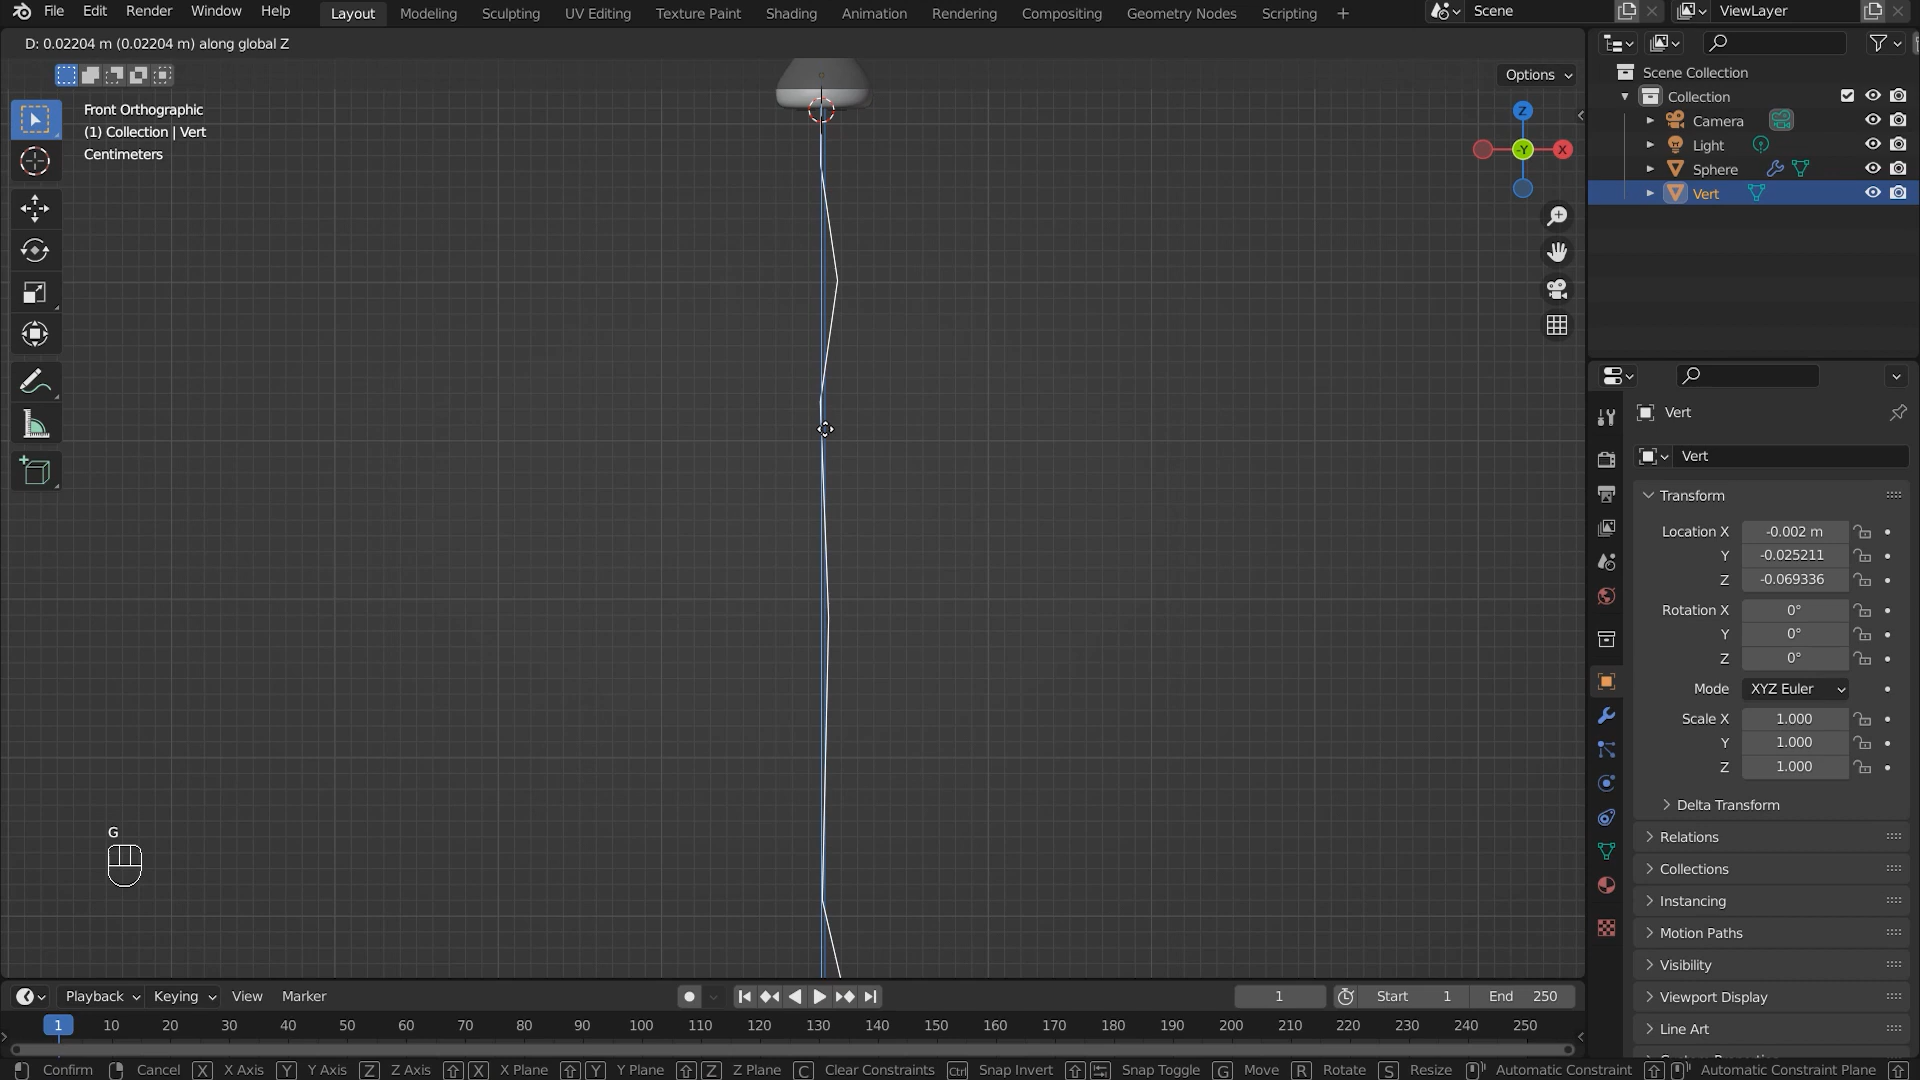 File Edit Render Window Help Layout Modeling Sculpting UV Editing Texture Paint Shading Animation Rendering Compositing Geometry Nodes Scripting + Scene ViewLayer
D: 0.02204 m (0.02204 m) along global Z
Options
Front Orthographic
(1) Collection | Vert
Centimeters
Z
-Y
X
G
Scene Collection
Collection
Camera
Light
Sphere
Vert
Vert
Vert
Transform
Location X -0.002 m
Y -0.025211
Z -0.069336
Rotation X 0°
Y 0°
Z 0°
Mode XYZ Euler
Scale X 1.000
Y 1.000
Z 1.000
Delta Transform
Relations
Collections
Instancing
Motion Paths
Visibility
Viewport Display
Line Art
Playback Keying View Marker 1 Start 1 End 250
1 10 20 30 40 50 60 70 80 90 100 110 120 130 140 150 160 170 180 190 200 210 220 230 240 250
Confirm Cancel X X Axis Y Y Axis Z Z Axis X X Plane Y Y Plane Z Z Plane C Clear Constraints Ctrl Snap Invert Snap Toggle G Move R Rotate S Resize Automatic Constraint Automatic Constraint Plane